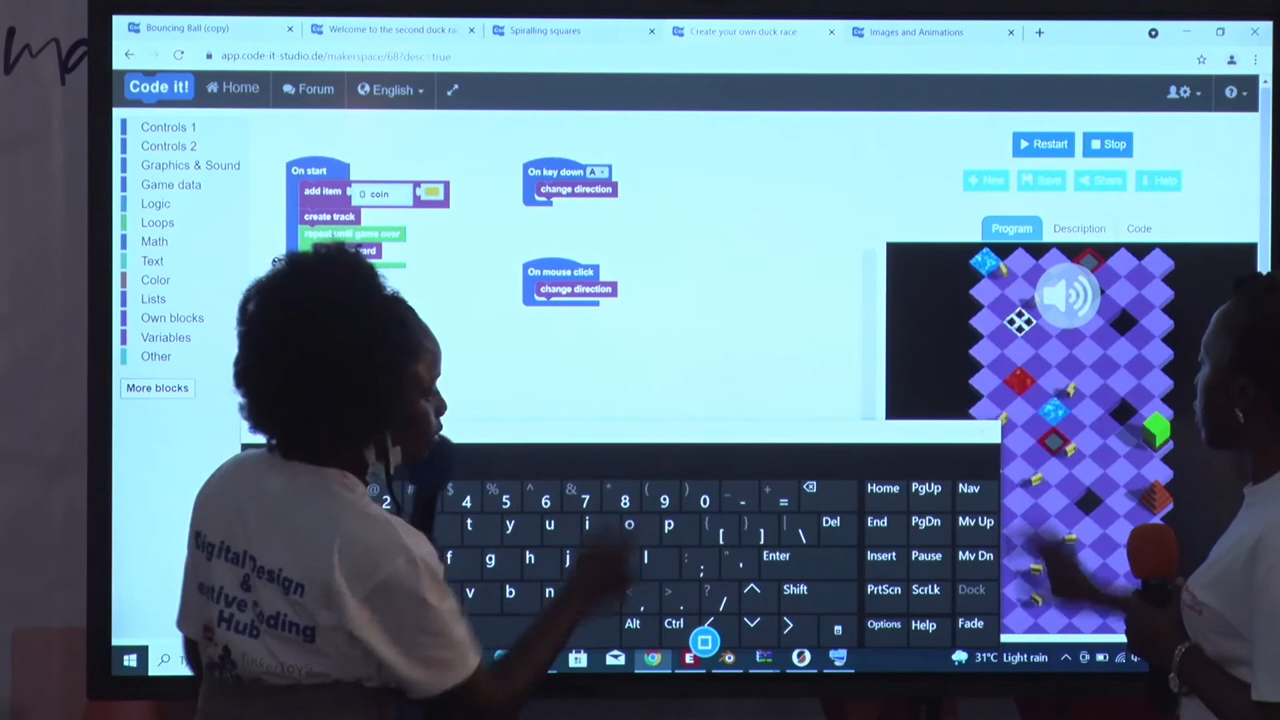 ma
Bouncing Ball (copy)
Welcome to the second duck rac
Spiralling squares
Create your own duck race
Images and Animations
app.code-it-studio.de/makerspace/68?desc=true
Code it!
Home
Forum
English
Controls 1
Controls 2
Graphics & Sound
Game data
Logic
Loops
Math
Text
Color
Lists
Own blocks
Variables
Other
More blocks
On start
add item
coin
create track
repeat until game over
On key down A
change direction
On mouse click
change direction
Restart
Stop
New
Save
Share
Help
Program
Description
Code
@ # $ % ^ & * ( ) _ +
2 4 5 6 7 8 9 0 - =
Home PgUp Nav
t y u i o p { [ } ] | \ Del
End PgDn Mv Up
f g h j l : ; " ' Enter
Insert Pause Mv Dn
v b n < , > . ? / Shift
PrtScn ScrLk Dock
Alt Ctrl
Options Help Fade
31°C Light rain
Digital Design
&
Coding
Hub
TinkerToys